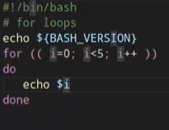 #!/bin/bash
# for loops
echo ${BASH_VERSION}
for (( i=0; i<5; i++ ))
do
echo $i
done